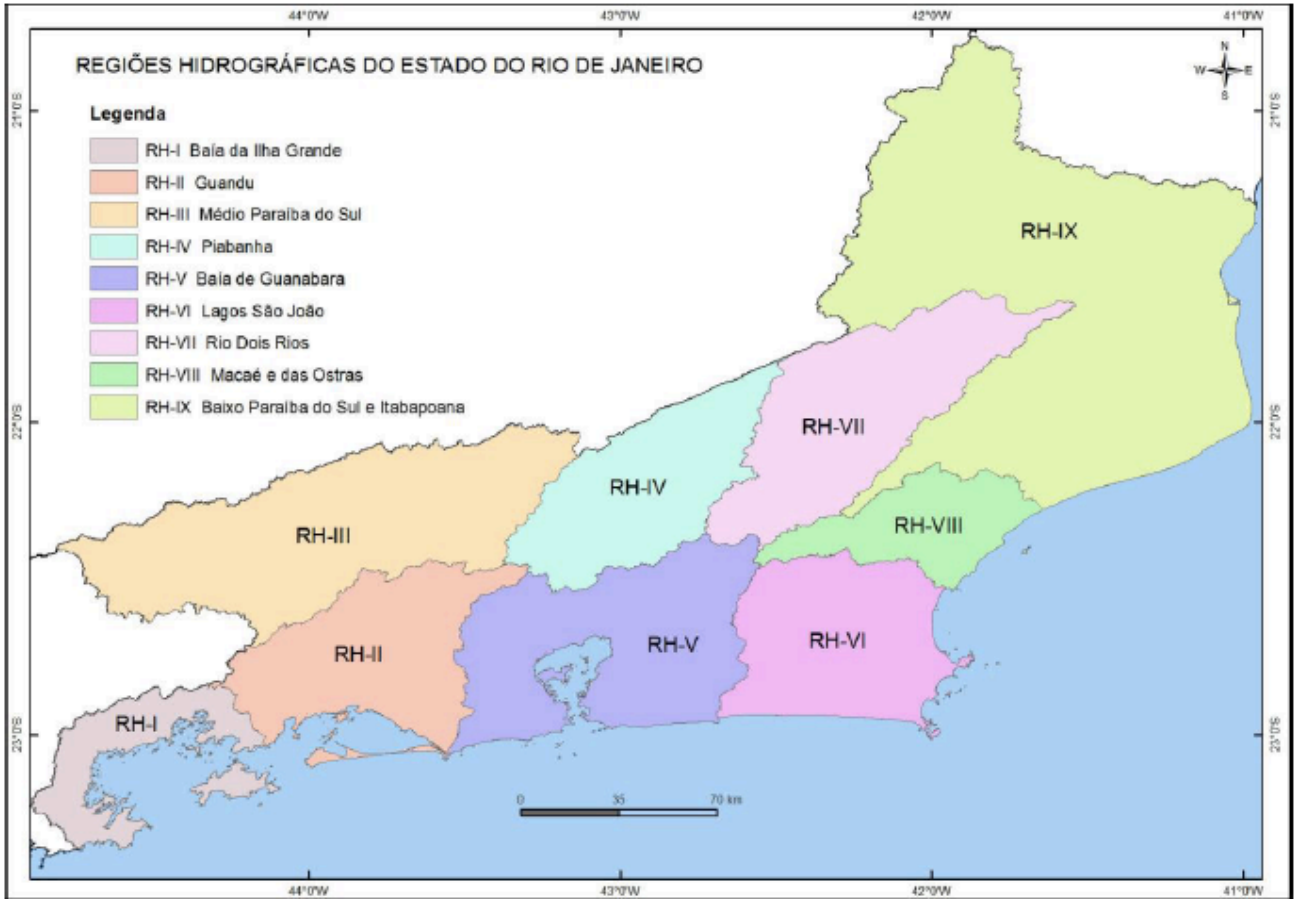 44°0'W 43°0'W 42°0'W 41°0'W
REGIÕES HIDROGRÁFICAS DO ESTADO DO RIO DE JANEIRO
N
W E
S
Legenda
21°0'S 21°0'S
RH-I Baía da Ilha Grande
RH-II Guandu
RH-III Médio Paraíba do Sul
RH-IV Piabanha
RH-V Baía de Guanabara
RH-VI Lagos São João
RH-VII Rio Dois Rios
RH-VIII Macaé e das Ostras
RH-IX Baixo Paraíba do Sul e Itabapoana
RH-IX
22°0'S 22°0'S
RH-VII
RH-IV
RH-VIII
RH-III
RH-II
RH-V
RH-VI
RH-I
23°0'S 23°0'S
0 35 70 km
44°0'W 43°0'W 42°0'W 41°0'W